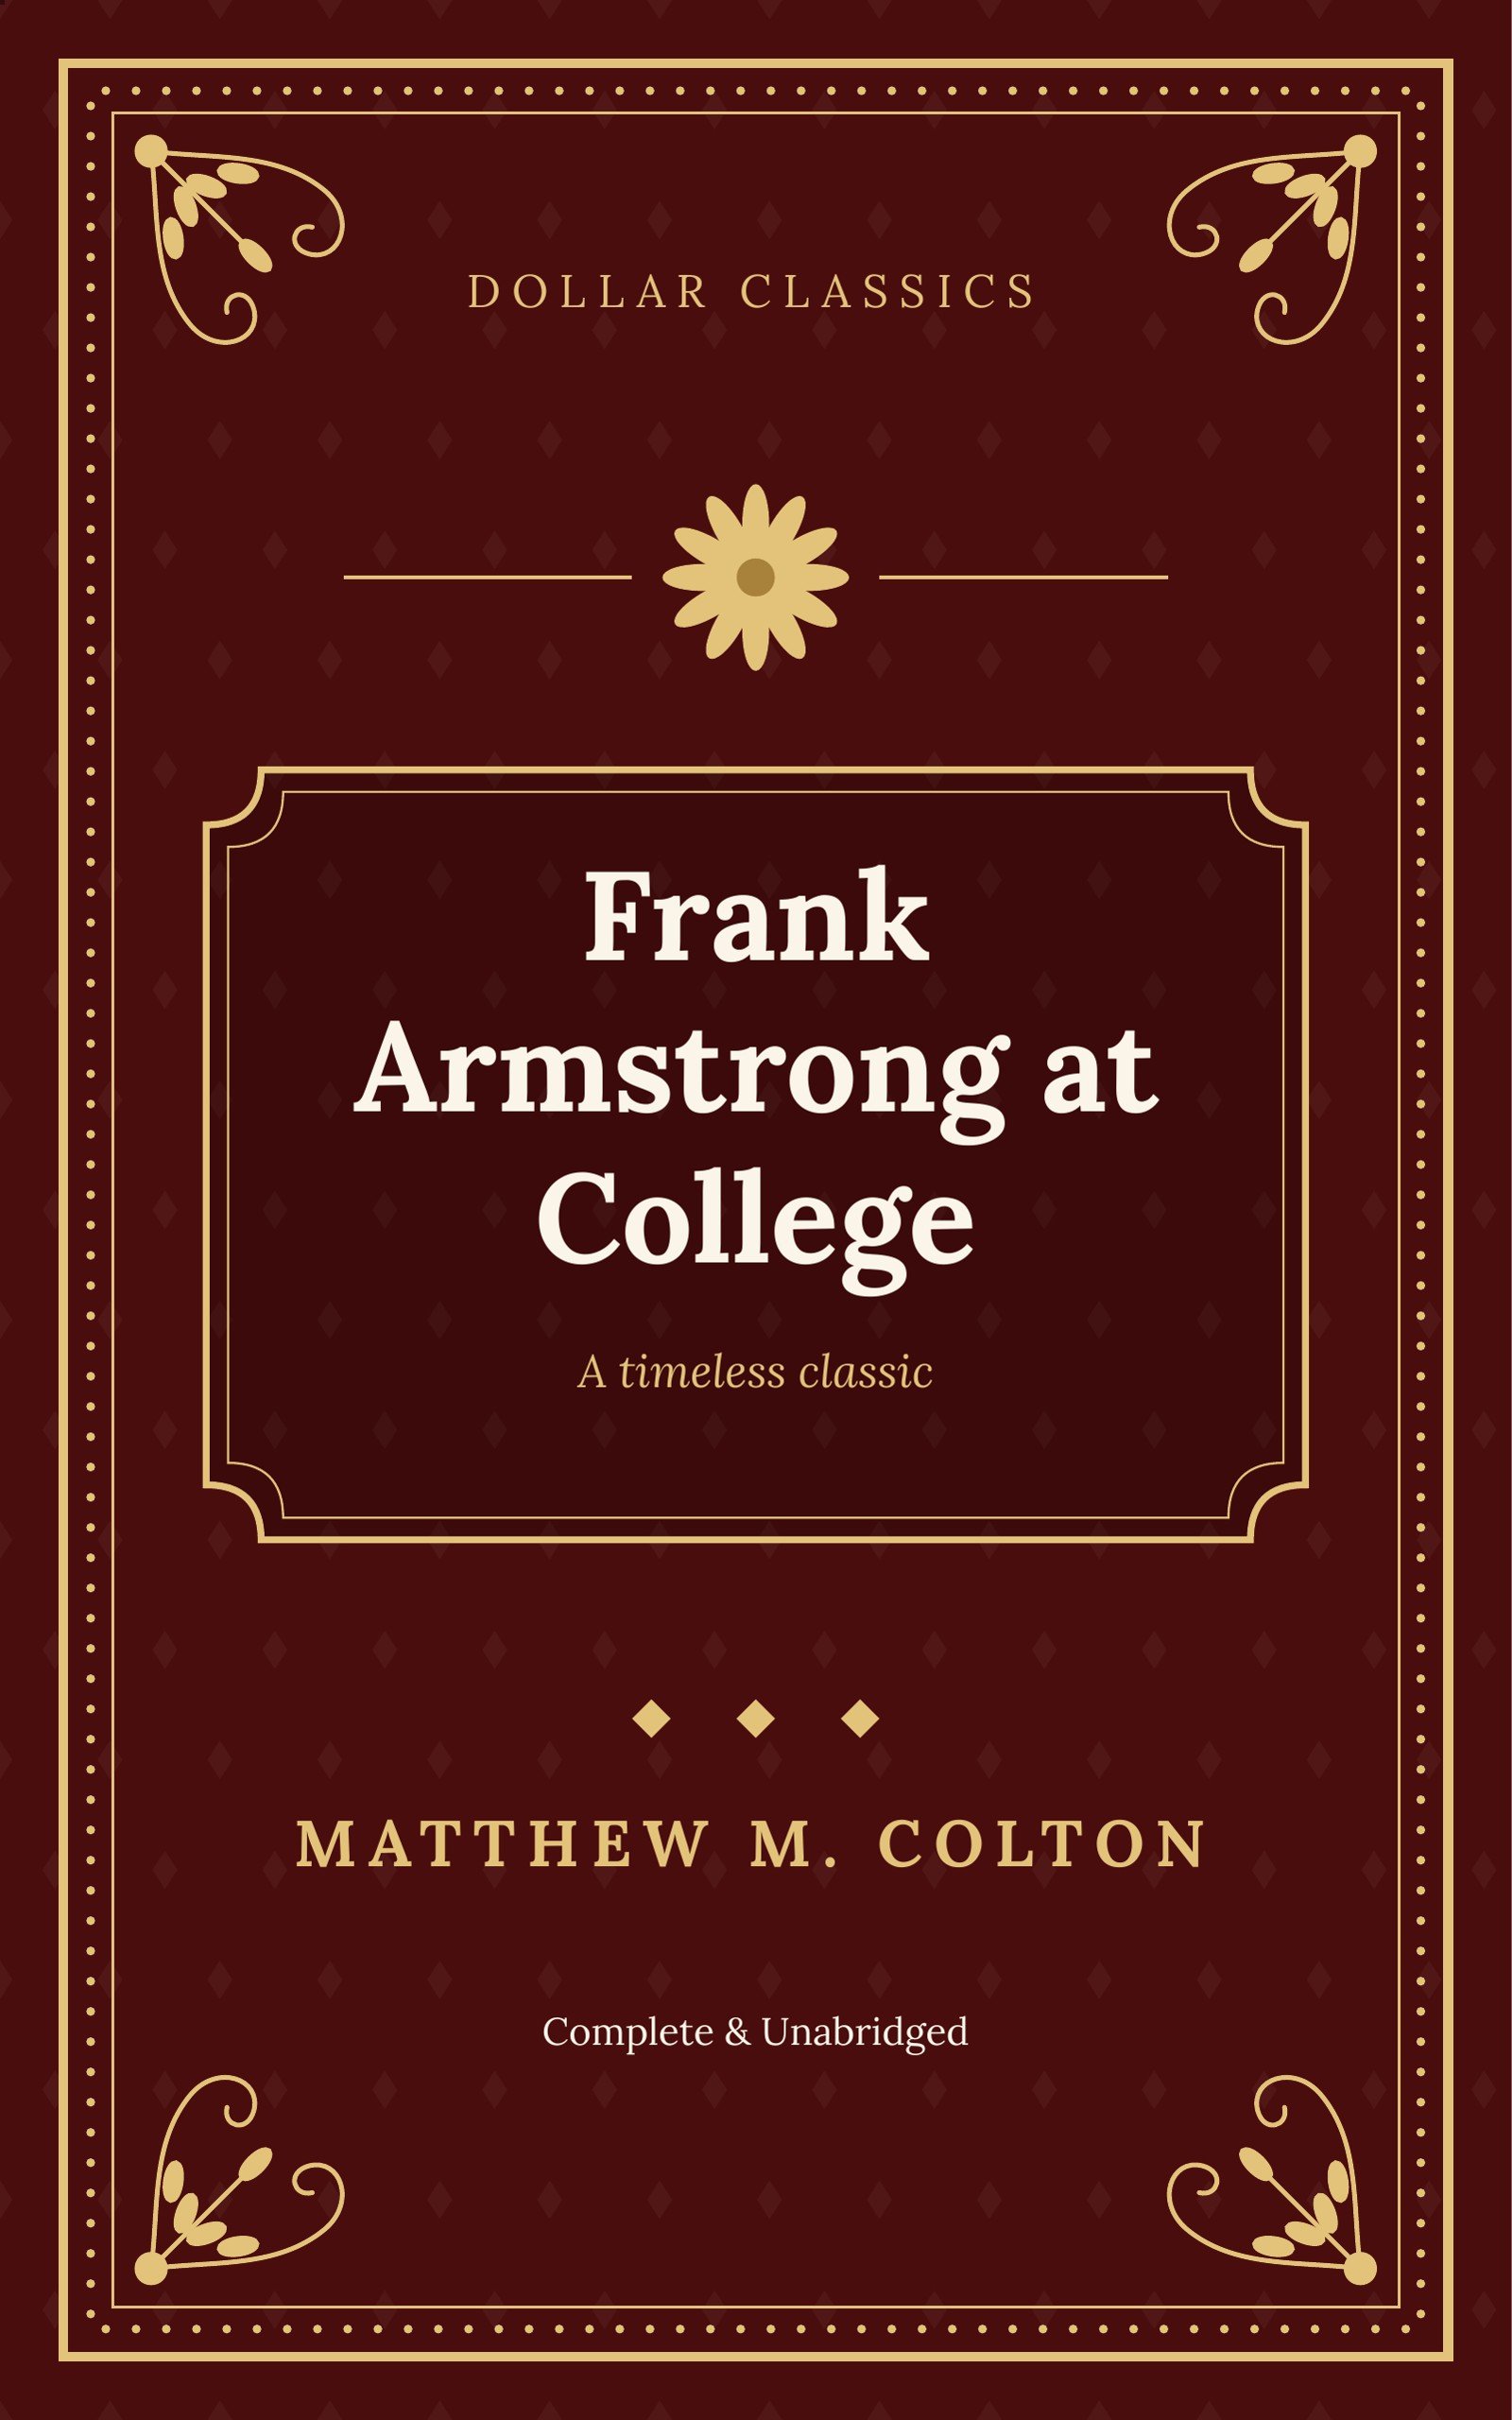 DOLLAR CLASSICS
Frank
Armstrong at
College
A timeless classic
MATTHEW M. COLTON
Complete & Unabridged